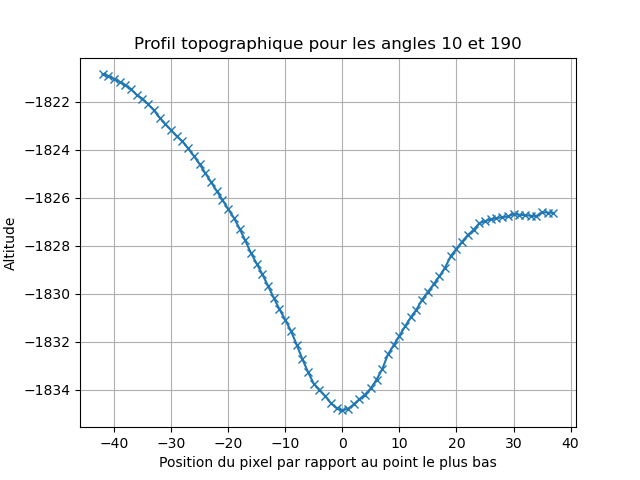 Profil topographique pour les angles 10 et 190
Altitude
−1822
−1824
−1826
−1828
−1830
−1832
−1834
−40 −30 −20 −10 0 10 20 30 40
Position du pixel par rapport au point le plus bas